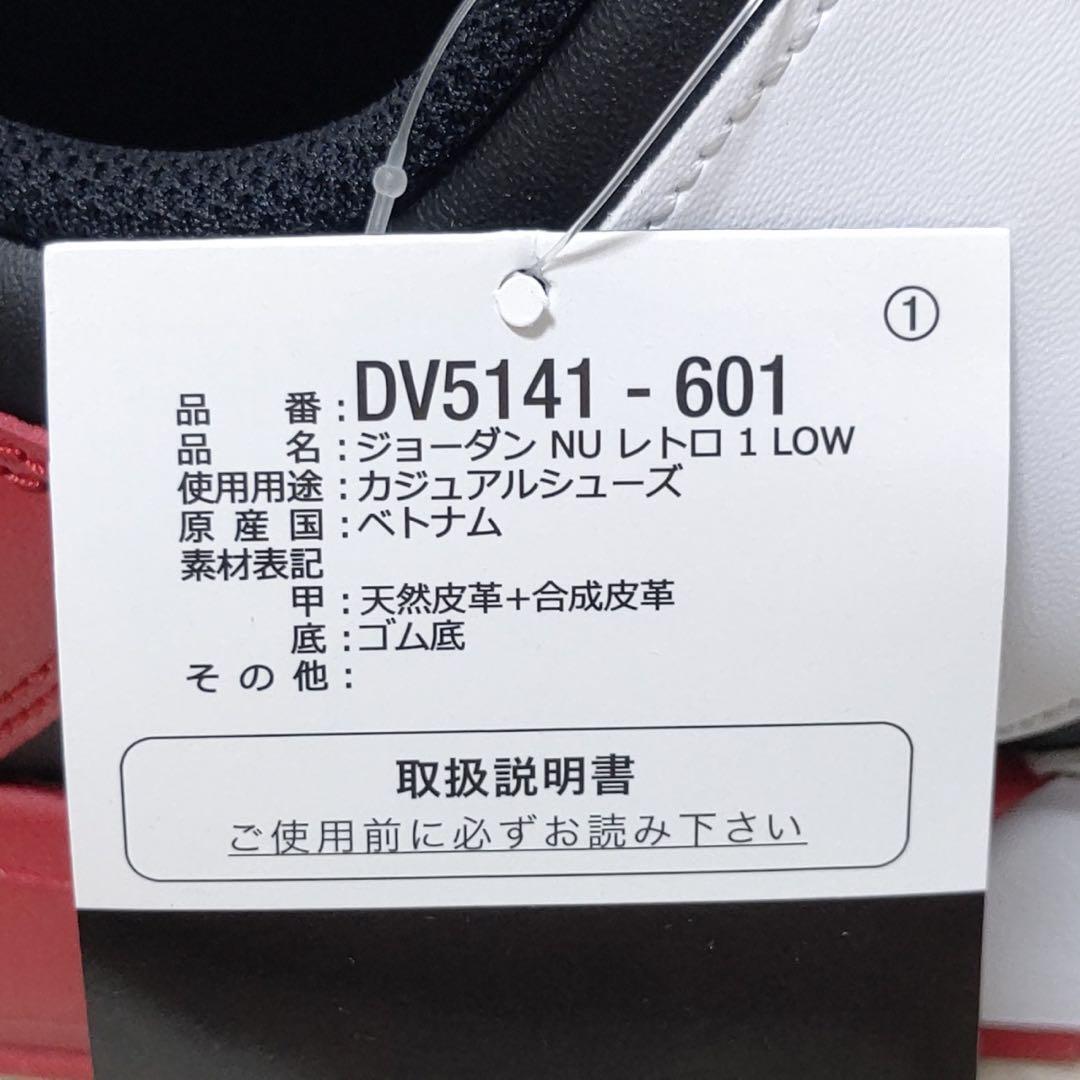 ①
品 番:DV5141 - 601
品 名:ジョーダン NU レトロ 1 LOW
使用用途:カジュアルシューズ
原 産 国:ベトナム
素材表記
甲:天然皮革+合成皮革
底:ゴム底
そ の 他:
取扱説明書
ご使用前に必ずお読み下さい